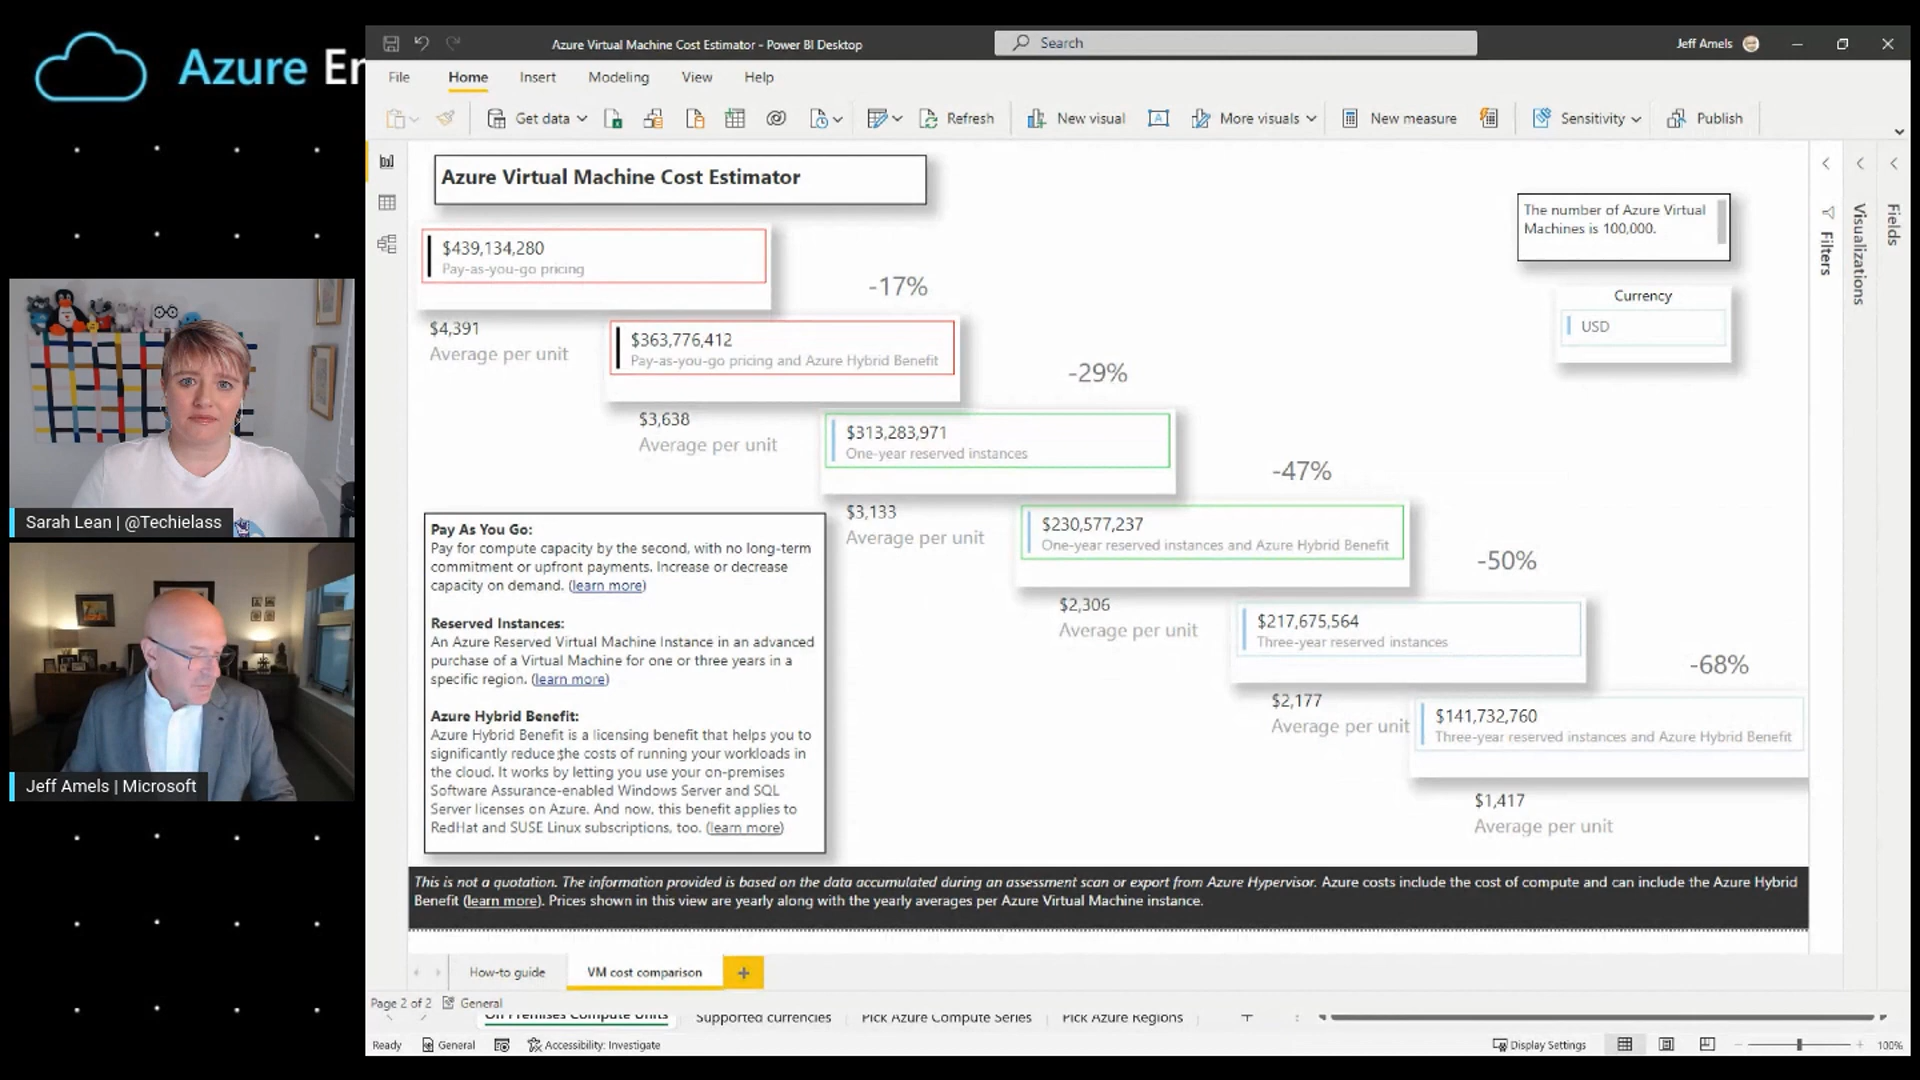 Azure En
Azure Virtual Machine Cost Estimator - Power BI Desktop
Search
Jeff Amels
File
Home
Insert
Modeling
View
Help
Get data
Refresh
New visual
More visuals
New measure
Sensitivity
Publish
Azure Virtual Machine Cost Estimator
The number of Azure Virtual
Machines is 100,000.
Currency
USD
Filters
Visualizations
Fields
$439,134,280
Pay-as-you-go pricing
-17%
$4,391
Average per unit
$363,776,412
Pay-as-you-go pricing and Azure Hybrid Benefit
-29%
$3,638
Average per unit
$313,283,971
One-year reserved instances
-47%
$3,133
Average per unit
$230,577,237
One-year reserved instances and Azure Hybrid Benefit
-50%
$2,306
Average per unit
$217,675,564
Three-year reserved instances
-68%
$2,177
Average per unit
$141,732,760
Three-year reserved instances and Azure Hybrid Benefit
$1,417
Average per unit
Pay As You Go:
Pay for compute capacity by the second, with no long-term
commitment or upfront payments. Increase or decrease
capacity on demand. (learn more)
Reserved Instances:
An Azure Reserved Virtual Machine Instance in an advanced
purchase of a Virtual Machine for one or three years in a
specific region. (learn more)
Azure Hybrid Benefit:
Azure Hybrid Benefit is a licensing benefit that helps you to
significantly reduce the costs of running your workloads in
the cloud. It works by letting you use your on-premises
Software Assurance-enabled Windows Server and SQL
Server licenses on Azure. And now, this benefit applies to
RedHat and SUSE Linux subscriptions, too. (learn more)
This is not a quotation. The information provided is based on the data accumulated during an assessment scan or export from Azure Hypervisor. Azure costs include the cost of compute and can include the Azure Hybrid
Benefit (learn more). Prices shown in this view are yearly along with the yearly averages per Azure Virtual Machine instance.
How-to guide
VM cost comparison
Page 2 of 2
General
On Premises Compute Units
Supported currencies
Pick Azure Compute Series
Pick Azure Regions
Ready
General
Accessibility: Investigate
Display Settings
100%
Sarah Lean | @Techielass
Jeff Amels | Microsoft